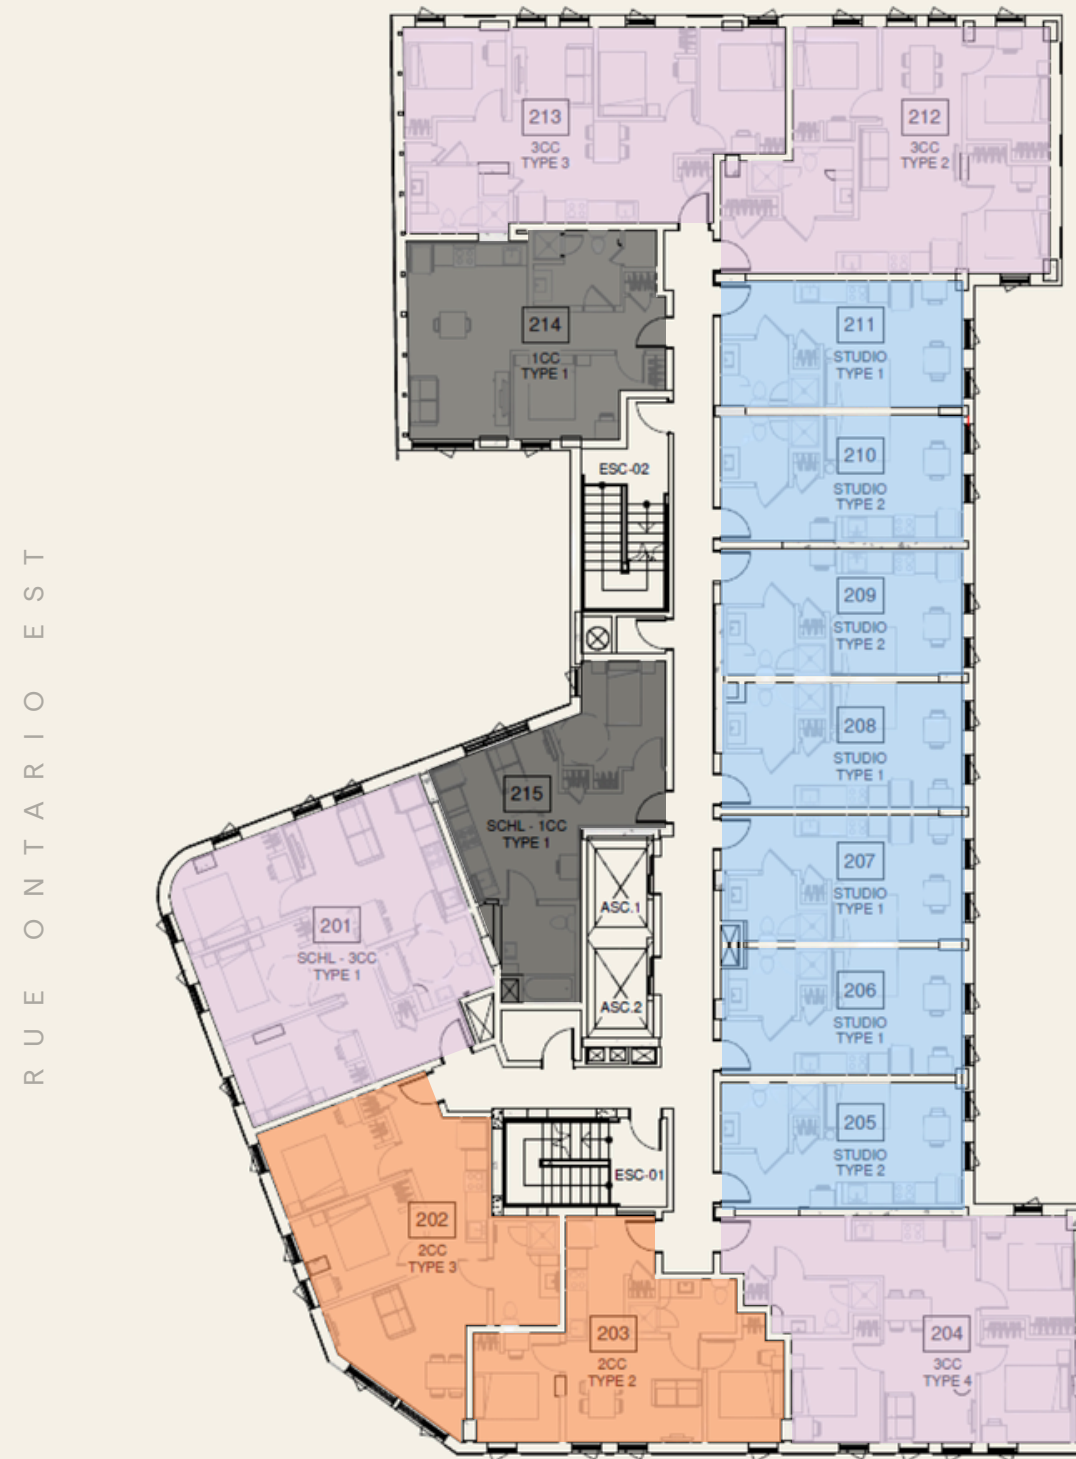 213
3CC
TYPE 3
212
3CC
TYPE 2
214
1CC
TYPE 1
211
STUDIO
TYPE 1
210
STUDIO
TYPE 2
ESC-02
209
STUDIO
TYPE 2
208
STUDIO
TYPE 1
215
SCHL - 1CC
TYPE 1
207
STUDIO
TYPE 1
ASC.1
201
SCHL - 3CC
TYPE 1
206
STUDIO
TYPE 1
ASC.2
205
STUDIO
TYPE 2
ESC-01
202
2CC
TYPE 3
203
2CC
TYPE 2
204
3CC
TYPE 4
RUE ONTARIO EST